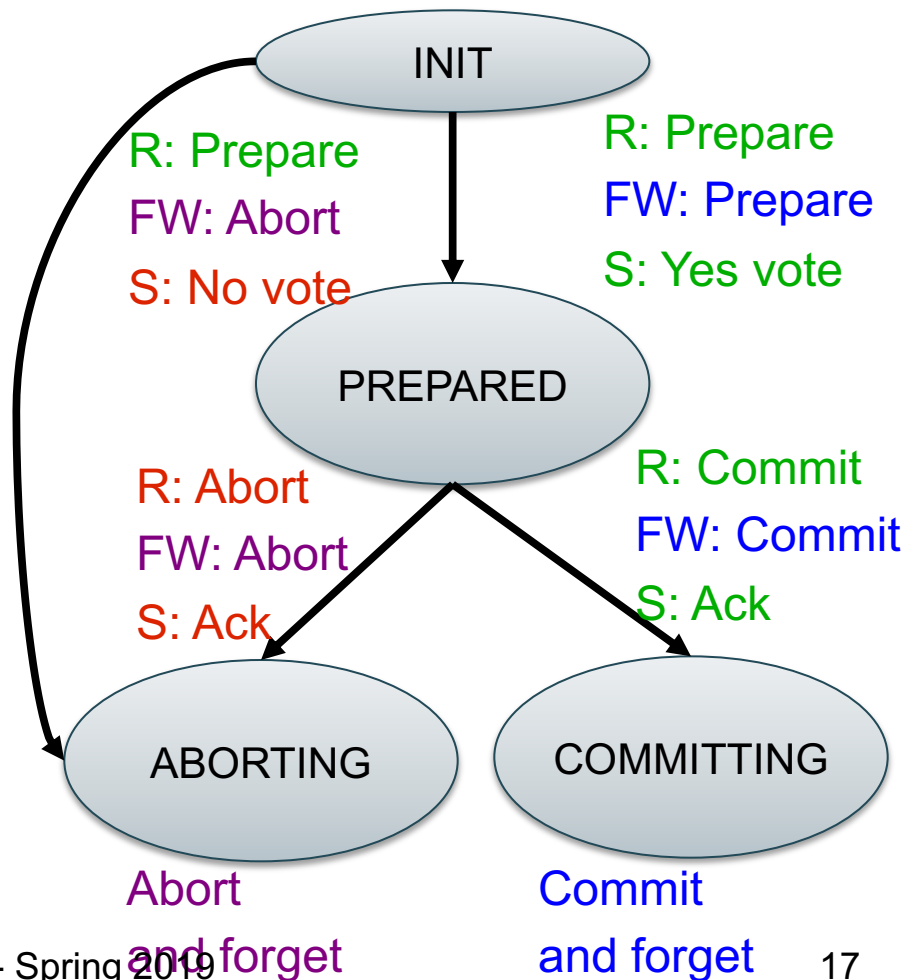 INIT
R: Prepare
FW: Abort
S: No vote
R: Prepare
FW: Prepare
S: Yes vote
PREPARED
R: Abort
FW: Abort
S: Ack
R: Commit
FW: Commit
S: Ack
ABORTING
COMMITTING
Abort
and forget
Commit
and forget
- Spring 2019
17